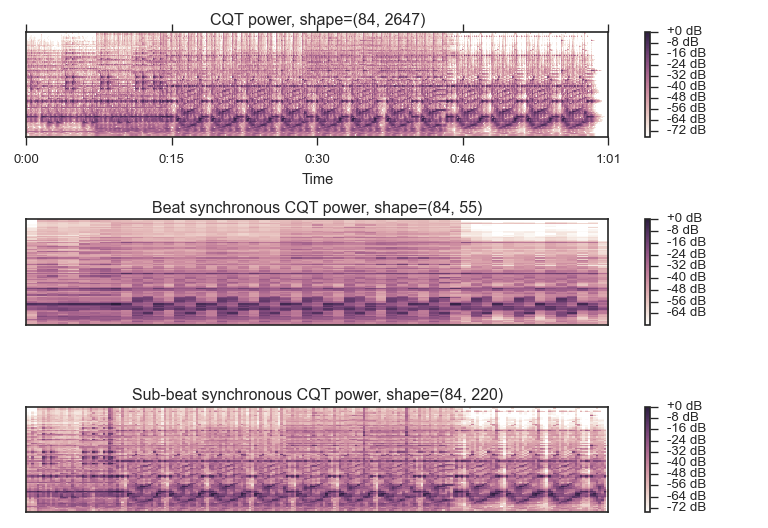 CQT power, shape=(84, 2647)
+0 dB
-8 dB
-16 dB
-24 dB
-32 dB
-40 dB
-48 dB
-56 dB
-64 dB
-72 dB
0:00 0:15 0:30 0:46 1:01
Time
Beat synchronous CQT power, shape=(84, 55)
+0 dB
-8 dB
-16 dB
-24 dB
-32 dB
-40 dB
-48 dB
-56 dB
-64 dB
Sub-beat synchronous CQT power, shape=(84, 220)
+0 dB
-8 dB
-16 dB
-24 dB
-32 dB
-40 dB
-48 dB
-56 dB
-64 dB
-72 dB